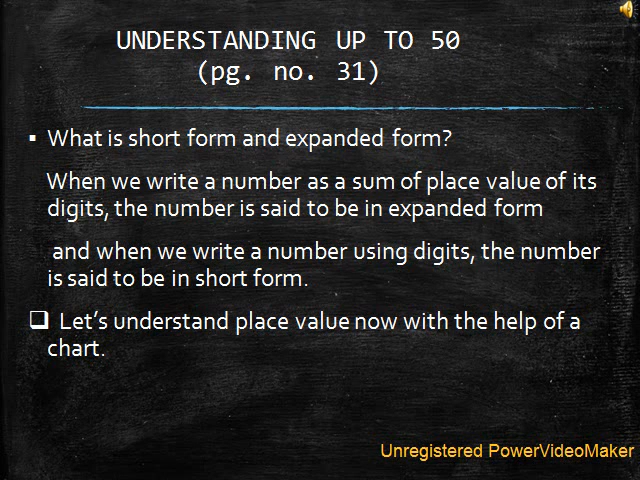 UNDERSTANDING UP TO 50
(pg. no. 31)
▪ What is short form and expanded form?
When we write a number as a sum of place value of its
digits, the number is said to be in expanded form
and when we write a number using digits, the number
is said to be in short form.
❑ Let’s understand place value now with the help of a
chart.
Unregistered PowerVideoMaker